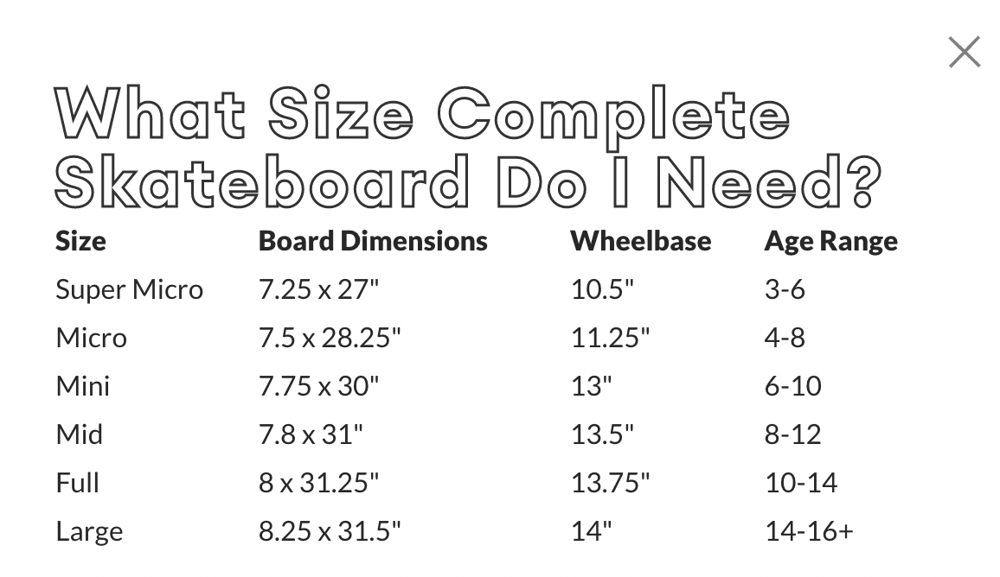 What Size Complete
Skateboard Do I Need?
Size Board Dimensions Wheelbase Age Range
Super Micro 7.25 x 27" 10.5" 3-6
Micro 7.5 x 28.25" 11.25" 4-8
Mini 7.75 x 30" 13" 6-10
Mid 7.8 x 31" 13.5" 8-12
Full 8 x 31.25" 13.75" 10-14
Large 8.25 x 31.5" 14" 14-16+